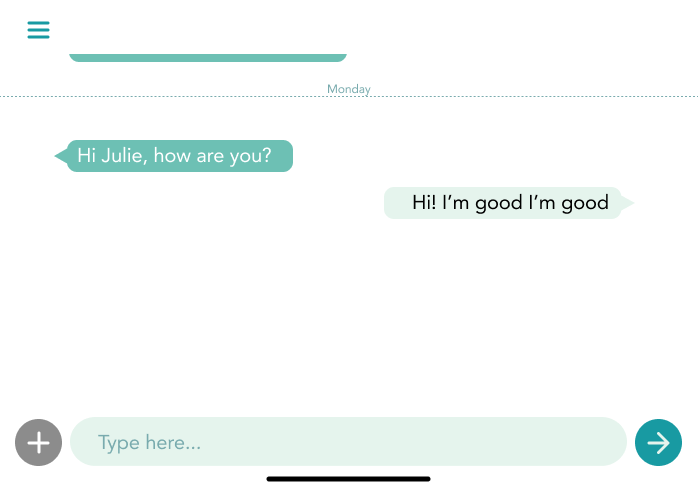 Monday
Hi Julie, how are you?
Hi! I’m good I’m good
Type here...